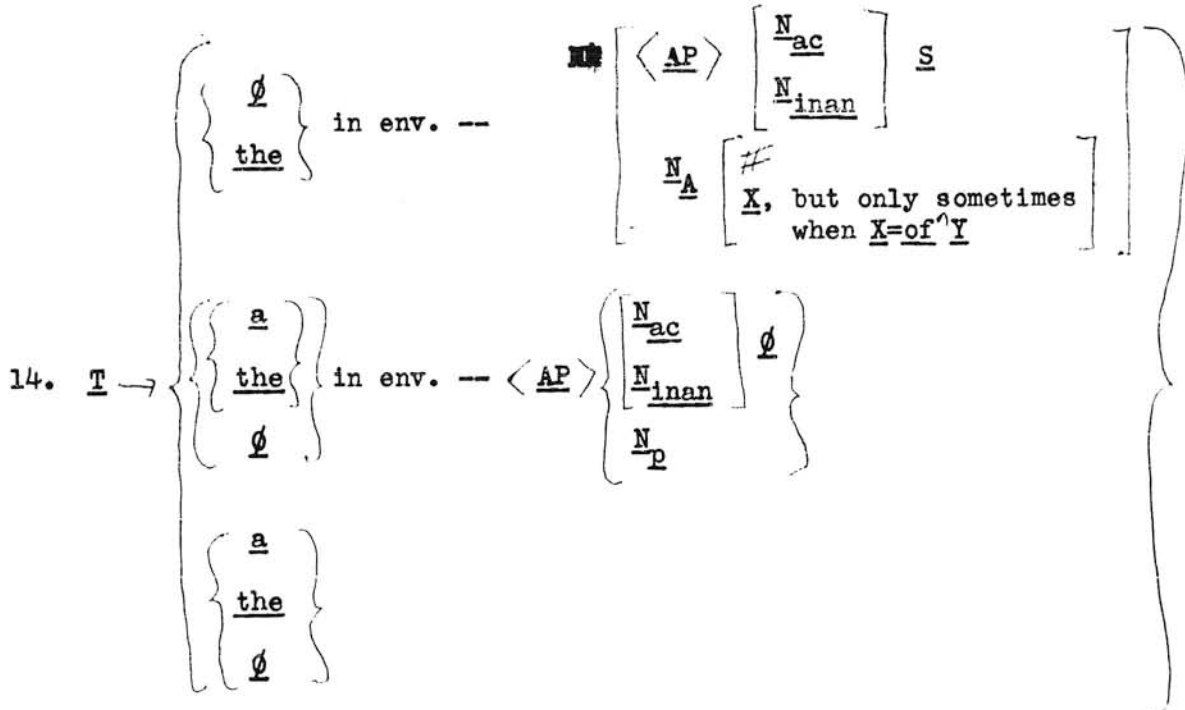 ⟨AP⟩ N_ac S
∅ N_inan
in env. --
the #
N_A X, but only sometimes
when X=of^Y
a N_ac
∅
14. T → the in env. -- ⟨AP⟩ N_inan
∅ N_p
a
the
∅